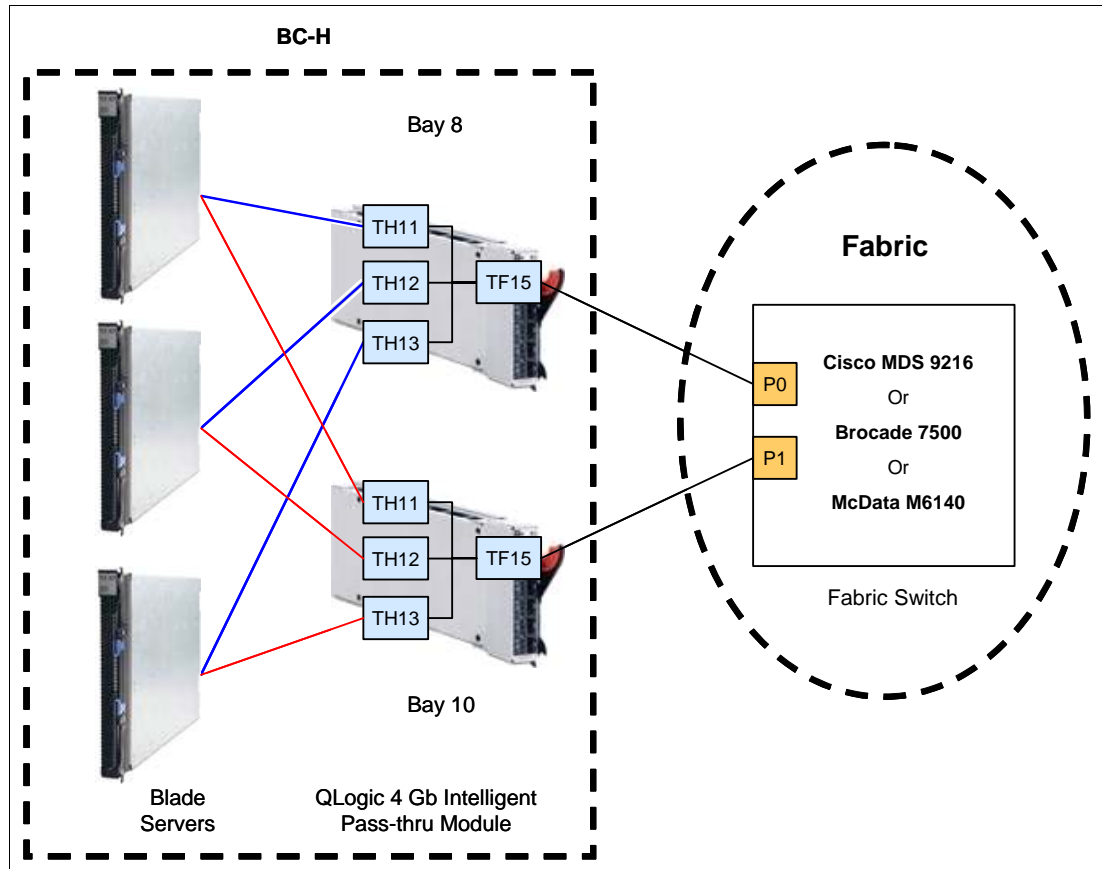 BC-H
Bay 8
TH11
TH12
TF15
TH13
Fabric
P0
Cisco MDS 9216
Or
Brocade 7500
P1
Or
McData M6140
TH11
TH12
TF15
TH13
Fabric Switch
Bay 10
Blade
Servers
QLogic 4 Gb Intelligent
Pass-thru Module